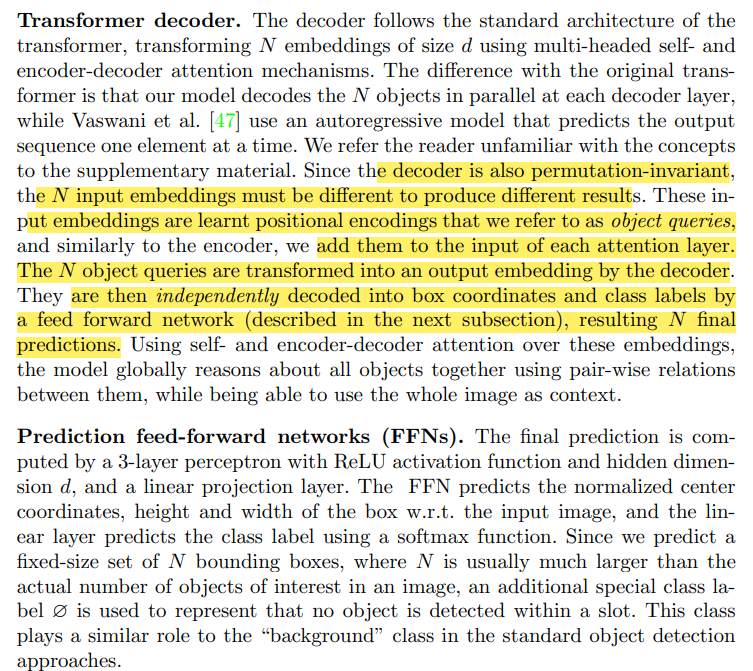 Transformer decoder. The decoder follows the standard architecture of the
transformer, transforming N embeddings of size d using multi-headed self- and
encoder-decoder attention mechanisms. The difference with the original trans-
former is that our model decodes the N objects in parallel at each decoder layer,
while Vaswani et al. [47] use an autoregressive model that predicts the output
sequence one element at a time. We refer the reader unfamiliar with the concepts
to the supplementary material. Since the decoder is also permutation-invariant,
the N input embeddings must be different to produce different results. These in-
put embeddings are learnt positional encodings that we refer to as object queries,
and similarly to the encoder, we add them to the input of each attention layer.
The N object queries are transformed into an output embedding by the decoder.
They are then independently decoded into box coordinates and class labels by
a feed forward network (described in the next subsection), resulting N final
predictions. Using self- and encoder-decoder attention over these embeddings,
the model globally reasons about all objects together using pair-wise relations
between them, while being able to use the whole image as context.
Prediction feed-forward networks (FFNs). The final prediction is com-
puted by a 3-layer perceptron with ReLU activation function and hidden dimen-
sion d, and a linear projection layer. The FFN predicts the normalized center
coordinates, height and width of the box w.r.t. the input image, and the lin-
ear layer predicts the class label using a softmax function. Since we predict a
fixed-size set of N bounding boxes, where N is usually much larger than the
actual number of objects of interest in an image, an additional special class la-
bel ∅ is used to represent that no object is detected within a slot. This class
plays a similar role to the “background” class in the standard object detection
approaches.